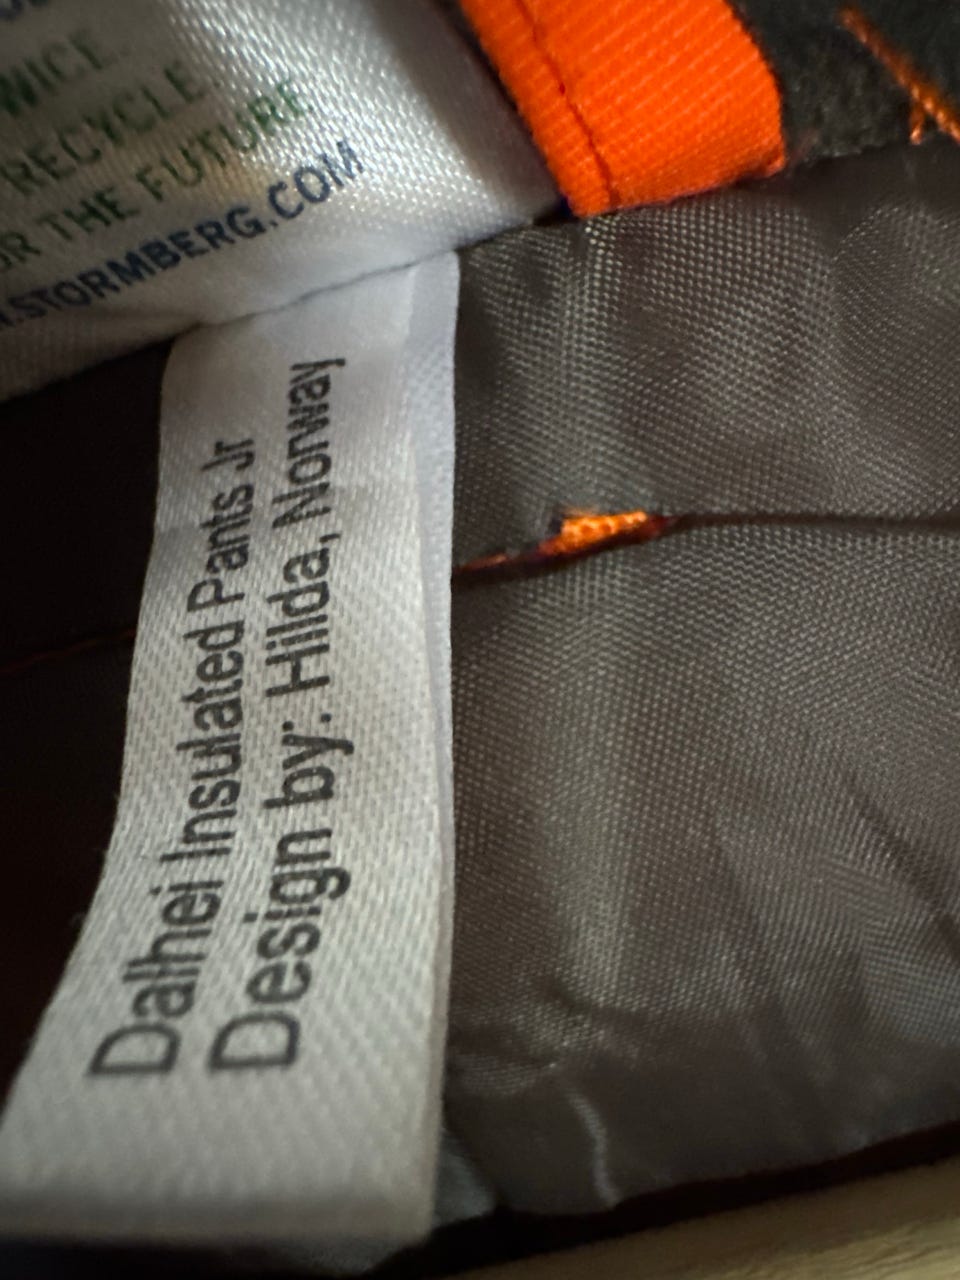 RECYCLE
THE FUTURE
.STORMBERG.COM
Dalhei Insulated Pants Jr
Design by: Hilda, Norway